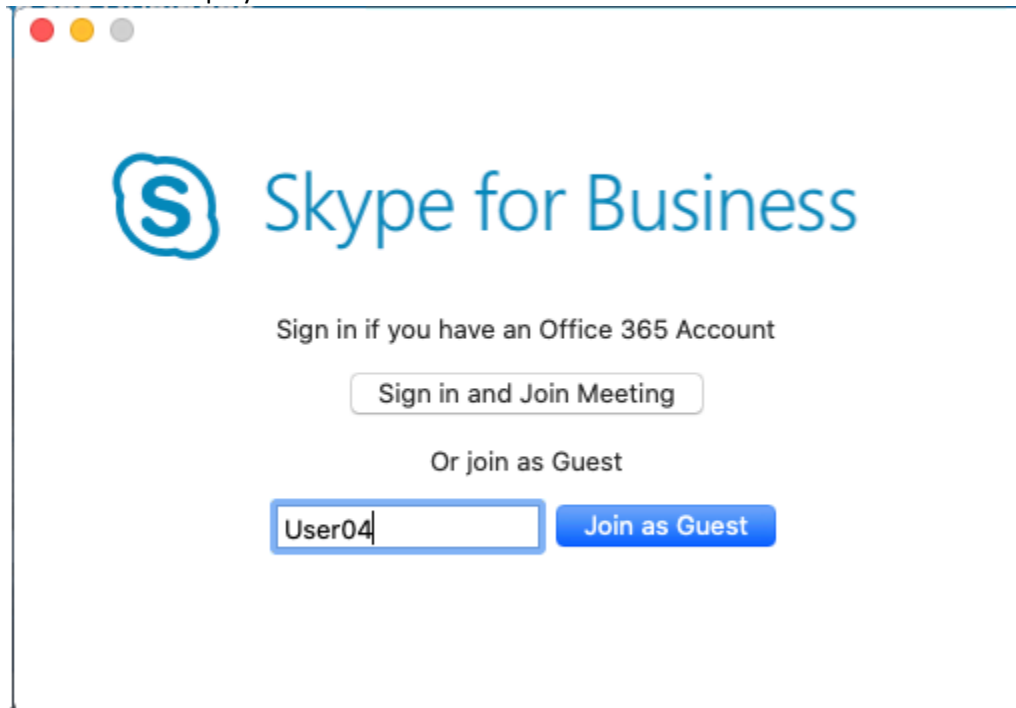 Skype for Business
Sign in if you have an Office 365 Account
Sign in and Join Meeting
Or join as Guest
User04 Join as Guest